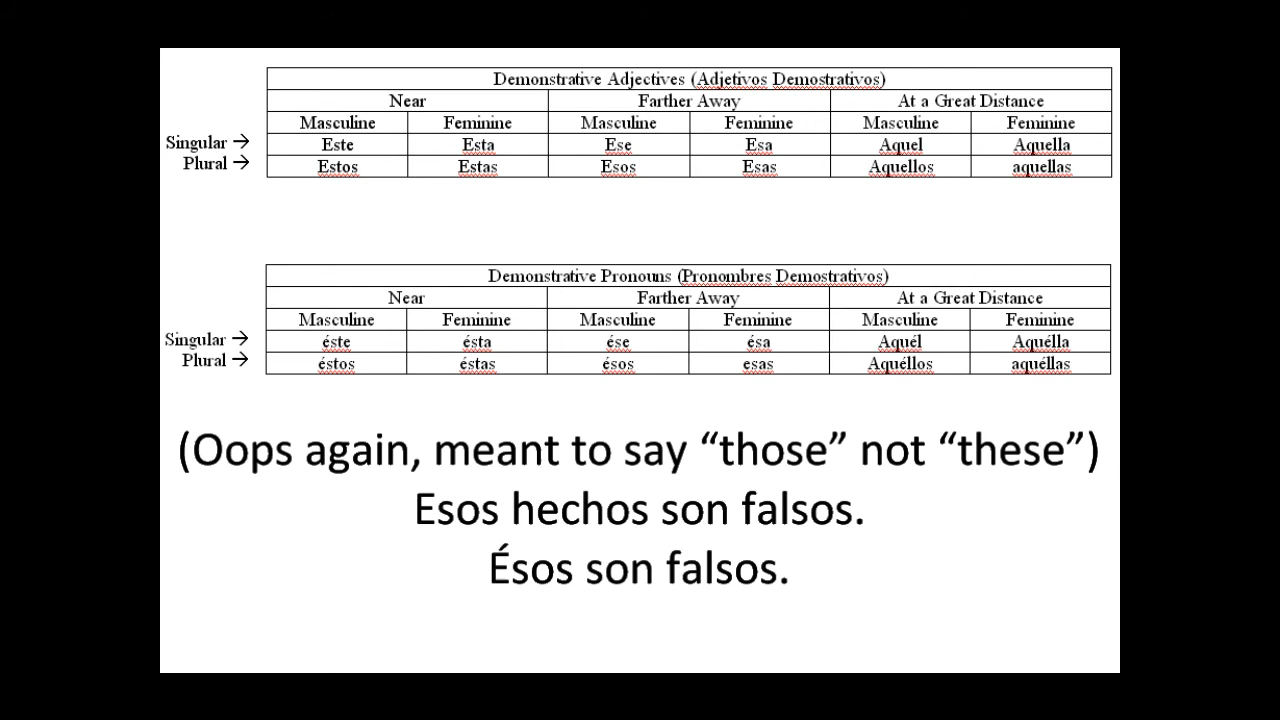 Demonstrative Adjectives (Adjetivos Demostrativos)
Near Farther Away At a Great Distance
Masculine Feminine Masculine Feminine Masculine Feminine
Singular → Este Esta Ese Esa Aquel Aquella
Plural → Estos Estas Esos Esas Aquellos aquellas
Demonstrative Pronouns (Pronombres Demostrativos)
Near Farther Away At a Great Distance
Masculine Feminine Masculine Feminine Masculine Feminine
Singular → éste ésta ése ésa Aquél Aquélla
Plural → éstos éstas ésos esas Aquéllos aquéllas
(Oops again, meant to say “those” not “these”)
Esos hechos son falsos.
Ésos son falsos.